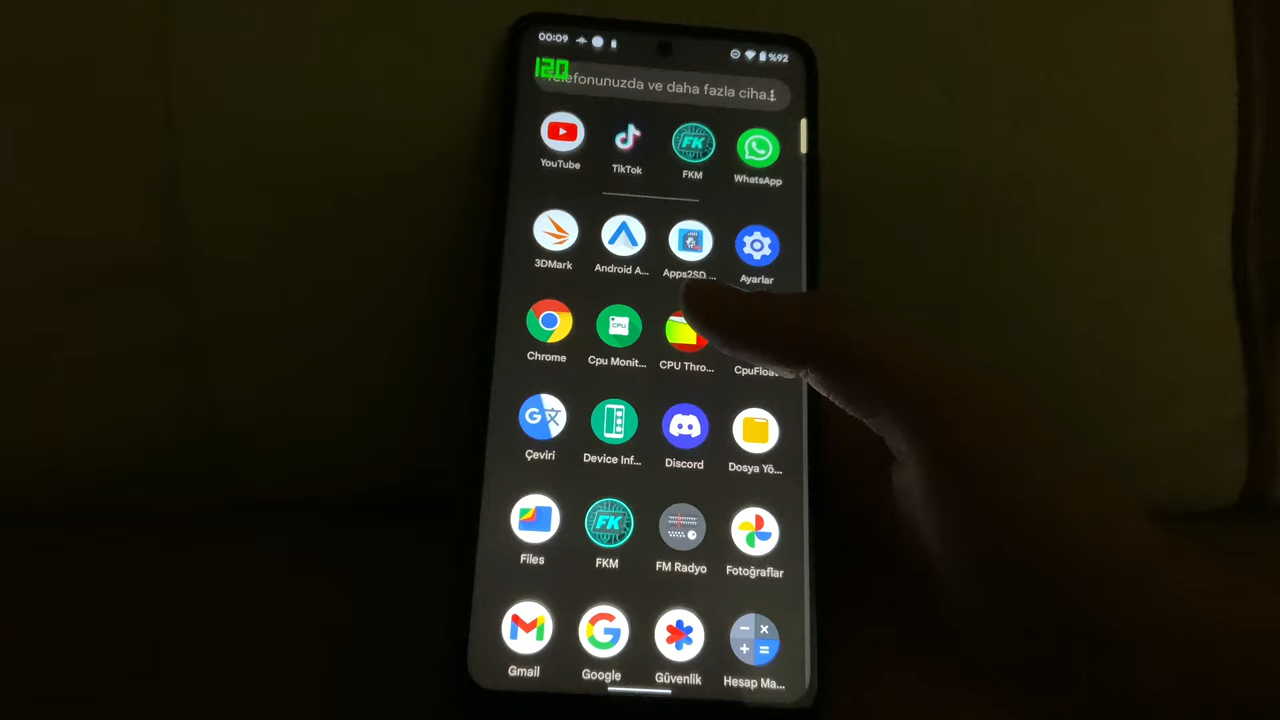 00:09 %92
120
Telefonunuzda ve daha fazla ciha...
YouTube TikTok FKM WhatsApp
3DMark Android A... Apps2SD ... Ayarlar
CPU
Chrome Cpu Monit... CPU Thro... CpuFloat
Çeviri Device Inf... Discord Dosya Yö...
Files FKM FM Radyo Fotoğraflar
Gmail Google Güvenlik Hesap Ma...